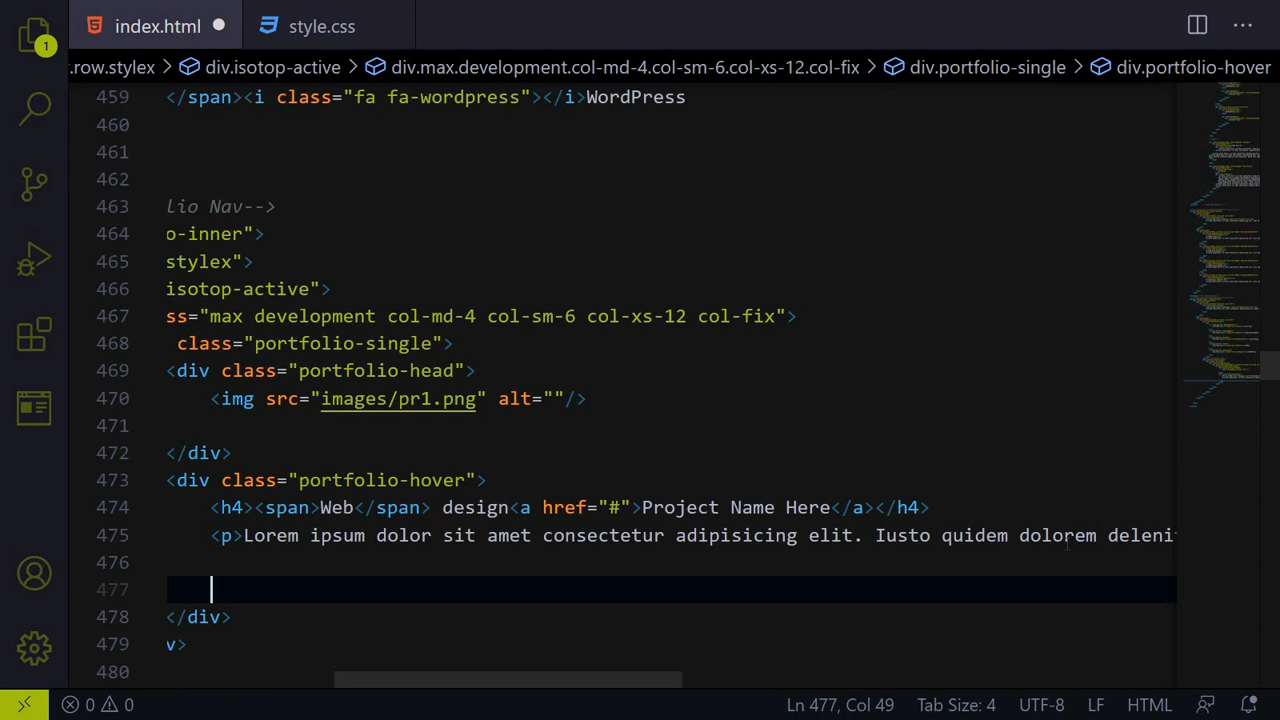 1
index.html
style.css
.row.stylex > div.isotop-active > div.max.development.col-md-4.col-sm-6.col-xs-12.col-fix > div.portfolio-single > div.portfolio-hover
459 </span><i class="fa fa-wordpress"></i>WordPress
460
461
462
463 lio Nav-->
464 o-inner">
465 stylex">
466 isotop-active">
467 ss="max development col-md-4 col-sm-6 col-xs-12 col-fix">
468 class="portfolio-single">
469 <div class="portfolio-head">
470 <img src="images/pr1.png" alt=""/>
471
472 </div>
473 <div class="portfolio-hover">
474 <h4><span>Web</span> design<a href="#">Project Name Here</a></h4>
475 <p>Lorem ipsum dolor sit amet consectetur adipisicing elit. Iusto quidem dolorem delenit
476
477
478 </div>
479 v>
480
0 0 Ln 477, Col 49 Tab Size: 4 UTF-8 LF HTML